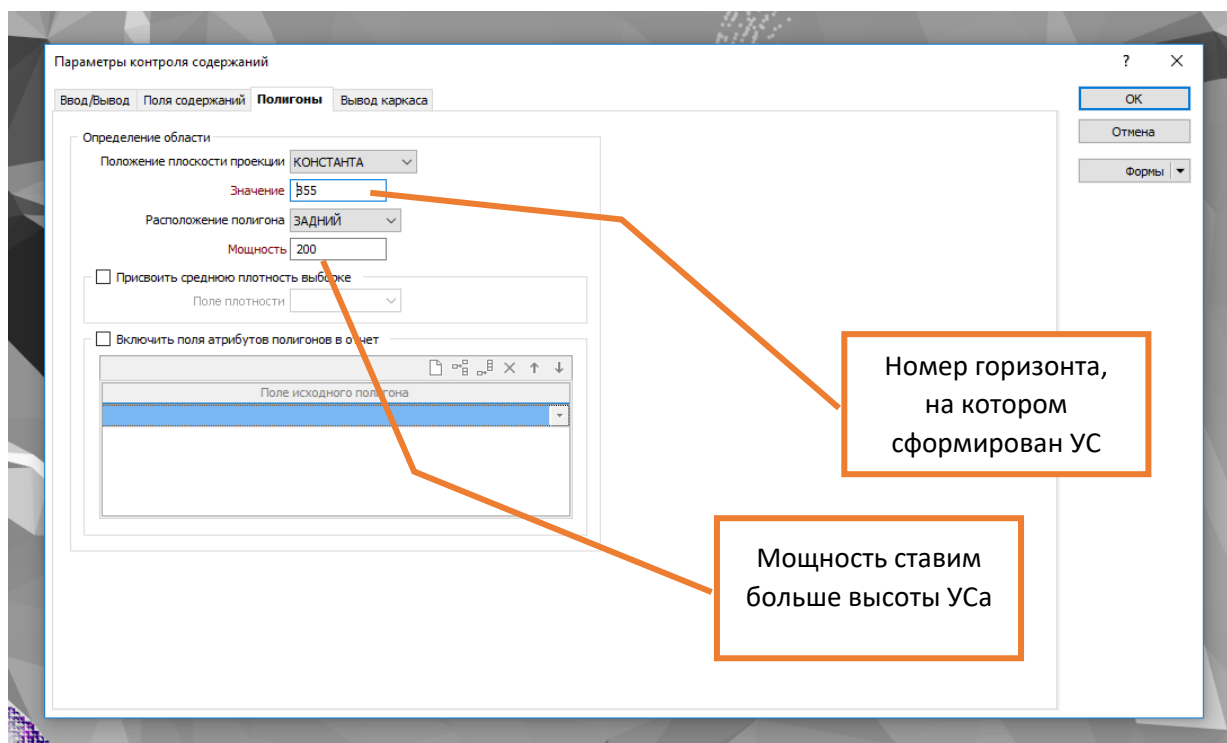 Параметры контроля содержаний
?
Ввод/Вывод Поля содержаний Полигоны Вывод каркаса
OK
Отмена
Формы
Определение области
Положение плоскости проекции КОНСТАНТА
Значение 355
Расположение полигона ЗАДНИЙ
Мощность 200
Присвоить среднюю плотность выборке
Поле плотности
Включить поля атрибутов полигонов в отчет
Поле исходного полигона
Номер горизонта,
на котором
сформирован УС
Мощность ставим
больше высоты УСа